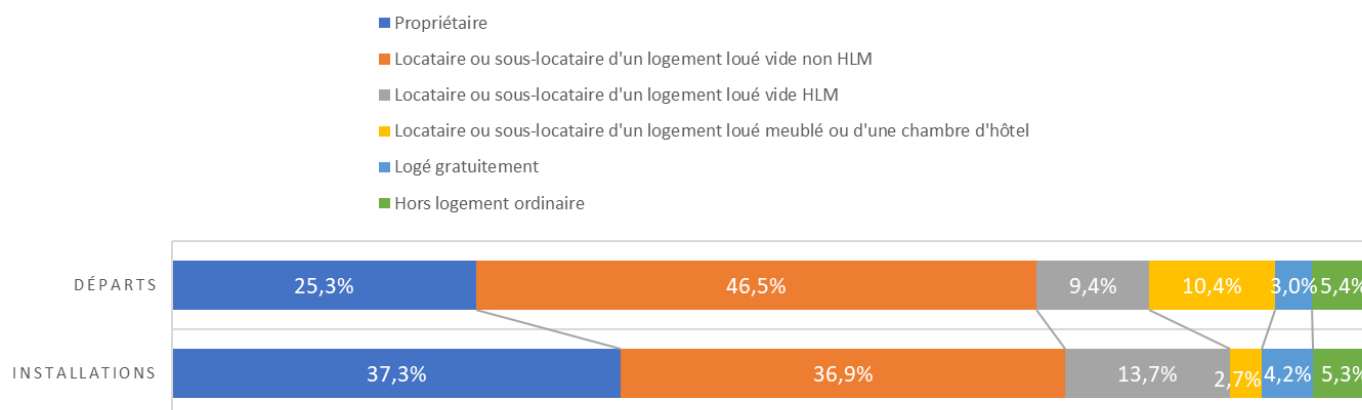 Propriétaire
Locataire ou sous-locataire d'un logement loué vide non HLM
Locataire ou sous-locataire d'un logement loué vide HLM
Locataire ou sous-locataire d'un logement loué meublé ou d'une chambre d'hôtel
Logé gratuitement
Hors logement ordinaire
DÉPARTS 25,3% 46,5% 9,4% 10,4% 3,0% 5,4%
INSTALLATIONS 37,3% 36,9% 13,7% 2,7% 4,2% 5,3%